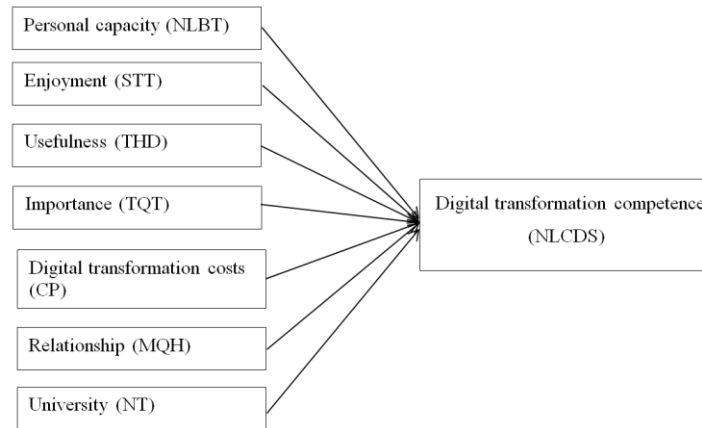 Personal capacity (NLBT)
Enjoyment (STT)
Usefulness (THD)
Importance (TQT)
Digital transformation costs
(CP)
Relationship (MQH)
University (NT)
Digital transformation competence
(NLCDS)